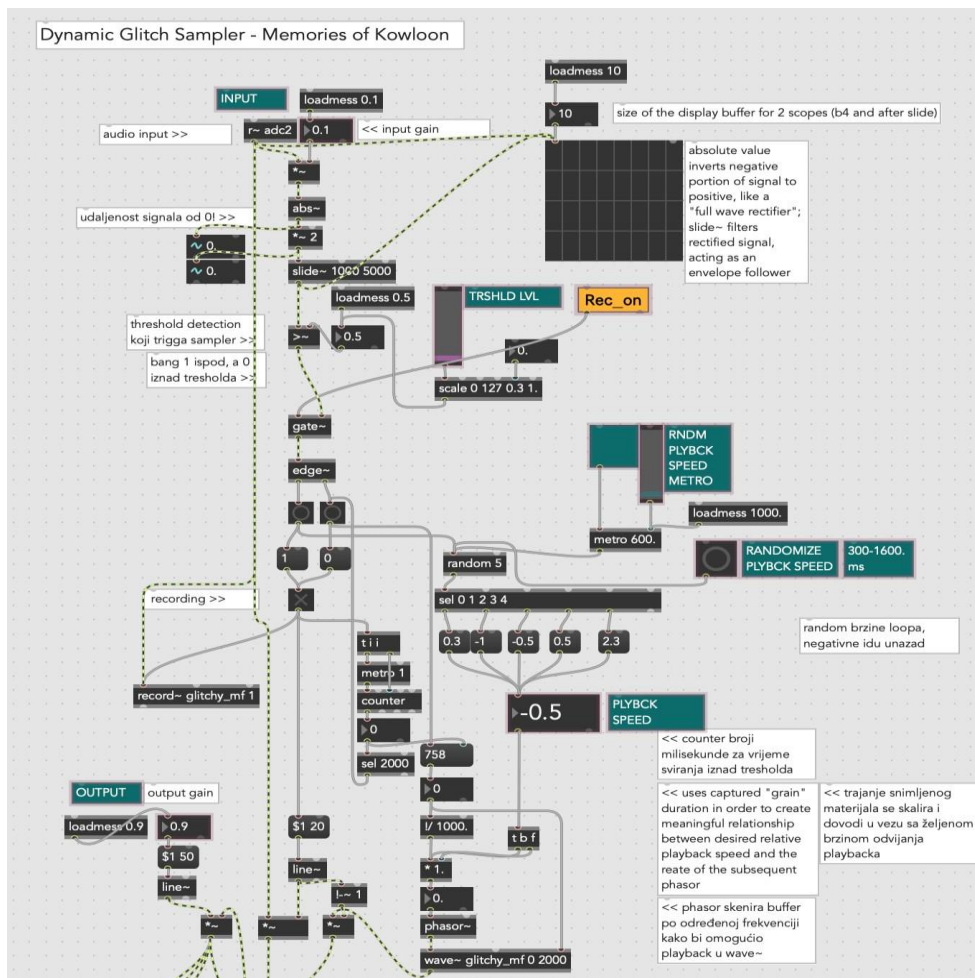 Dynamic Glitch Sampler - Memories of Kowloon
loadmess 10
INPUT
loadmess 0.1
10
size of the display buffer for 2 scopes (b4 and after slide)
audio input >>
r~ adc2
0.1
<< input gain
*~
absolute value
inverts negative
portion of signal to
positive, like a
"full wave rectifier";
slide~ filters
rectified signal,
acting as an
envelope follower
abs~
udaljenost signala od 0! >>
*~ 2
0.
0.
slide~ 1000 5000
loadmess 0.5
TRSHLD LVL
Rec_on
threshold detection
koji trigga sampler >>
>~
0.5
0.
bang 1 ispod, a 0
iznad tresholda >>
scale 0 127 0.3 1.
gate~
RNDM
PLYBCK
SPEED
METRO
edge~
loadmess 1000.
metro 600.
1
0
random 5
RANDOMIZE
PLYBCK SPEED
300-1600.
ms
recording >>
sel 0 1 2 3 4
random brzine loopa,
negativne idu unazad
t i i
0.3
-1
-0.5
0.5
2.3
metro 1
record~ glitchy_mf 1
counter
-0.5
PLYBCK
SPEED
0
<< counter broji
milisekunde za vrijeme
sviranja iznad tresholda
sel 2000
758
OUTPUT
output gain
0
<< uses captured "grain"
duration in order to create
meaningful relationship
between desired relative
playback speed and the
reate of the subsequent
phasor
<< trajanje snimljenog
materijala se skalira i
dovodi u vezu sa željenom
brzinom odvijanja
playbacka
loadmess 0.9
0.9
$1 20
!/ 1000.
t b f
$1 50
line~
* 1.
line~
!-~ 1
0.
<< phasor skenira buffer
po određenoj frekvenciji
kako bi omogućio
playback u wave~
*~
*~
*~
phasor~
wave~ glitchy_mf 0 2000